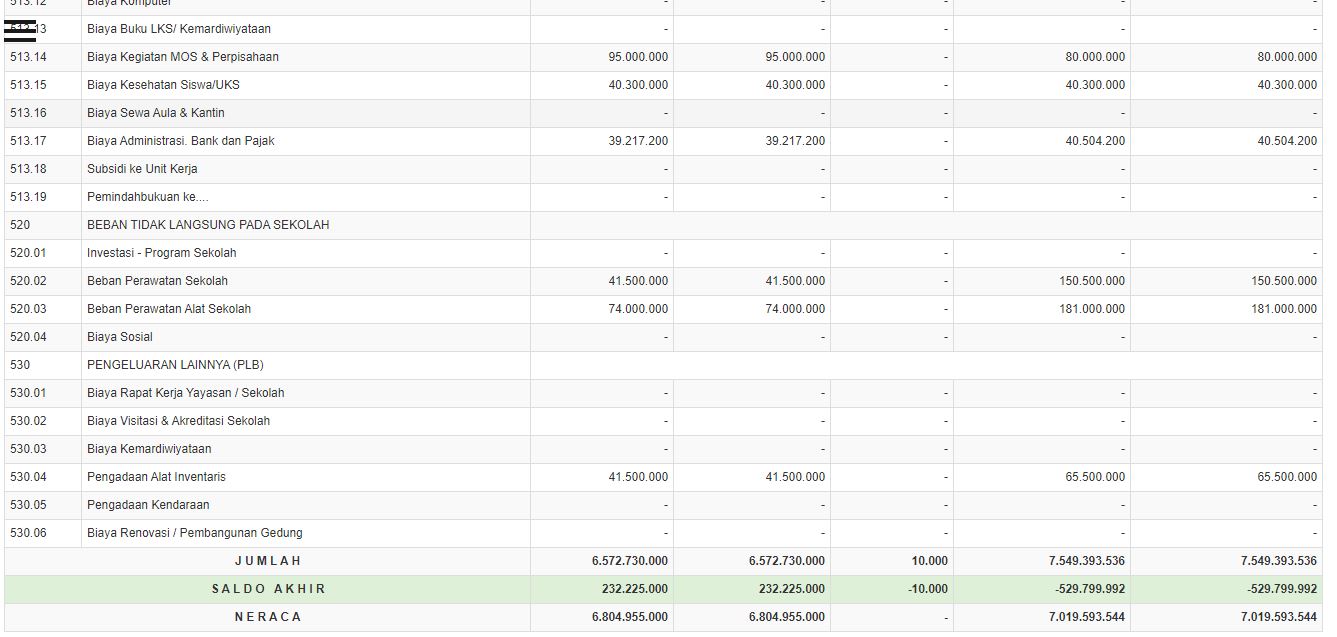 513.12 Biaya Komputer - - - - -
513.13 Biaya Buku LKS/ Kemardiwiyataan - - - - -
513.14 Biaya Kegiatan MOS & Perpisahaan 95.000.000 95.000.000 - 80.000.000 80.000.000
513.15 Biaya Kesehatan Siswa/UKS 40.300.000 40.300.000 - 40.300.000 40.300.000
513.16 Biaya Sewa Aula & Kantin - - - - -
513.17 Biaya Administrasi. Bank dan Pajak 39.217.200 39.217.200 - 40.504.200 40.504.200
513.18 Subsidi ke Unit Kerja - - - - -
513.19 Pemindahbukuan ke.... - - - - -
520 BEBAN TIDAK LANGSUNG PADA SEKOLAH
520.01 Investasi - Program Sekolah - - - - -
520.02 Beban Perawatan Sekolah 41.500.000 41.500.000 - 150.500.000 150.500.000
520.03 Beban Perawatan Alat Sekolah 74.000.000 74.000.000 - 181.000.000 181.000.000
520.04 Biaya Sosial - - - - -
530 PENGELUARAN LAINNYA (PLB)
530.01 Biaya Rapat Kerja Yayasan / Sekolah - - - - -
530.02 Biaya Visitasi & Akreditasi Sekolah - - - - -
530.03 Biaya Kemardiwiyataan - - - - -
530.04 Pengadaan Alat Inventaris 41.500.000 41.500.000 - 65.500.000 65.500.000
530.05 Pengadaan Kendaraan - - - - -
530.06 Biaya Renovasi / Pembangunan Gedung - - - - -
J U M L A H 6.572.730.000 6.572.730.000 10.000 7.549.393.536 7.549.393.536
S A L D O  A K H I R 232.225.000 232.225.000 -10.000 -529.799.992 -529.799.992
N E R A C A 6.804.955.000 6.804.955.000 - 7.019.593.544 7.019.593.544